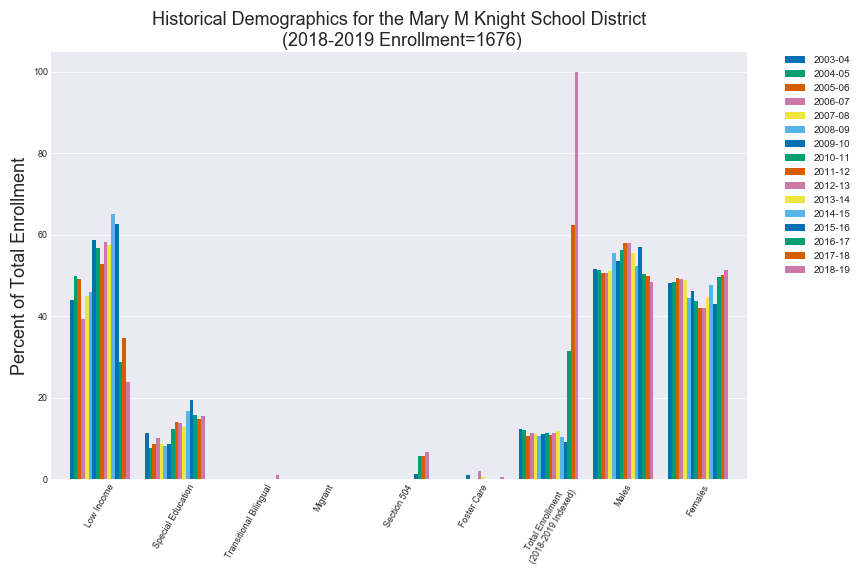 Historical Demographics for the Mary M Knight School District
(2018-2019 Enrollment=1676)
Percent of Total Enrollment
100
80
60
40
20
0
Low Income
Special Education
Transitional Bilingual
Migrant
Section 504
Foster Care
Total Enrollment
(2018-2019 Indexed)
Males
Females
2003-04
2004-05
2005-06
2006-07
2007-08
2008-09
2009-10
2010-11
2011-12
2012-13
2013-14
2014-15
2015-16
2016-17
2017-18
2018-19